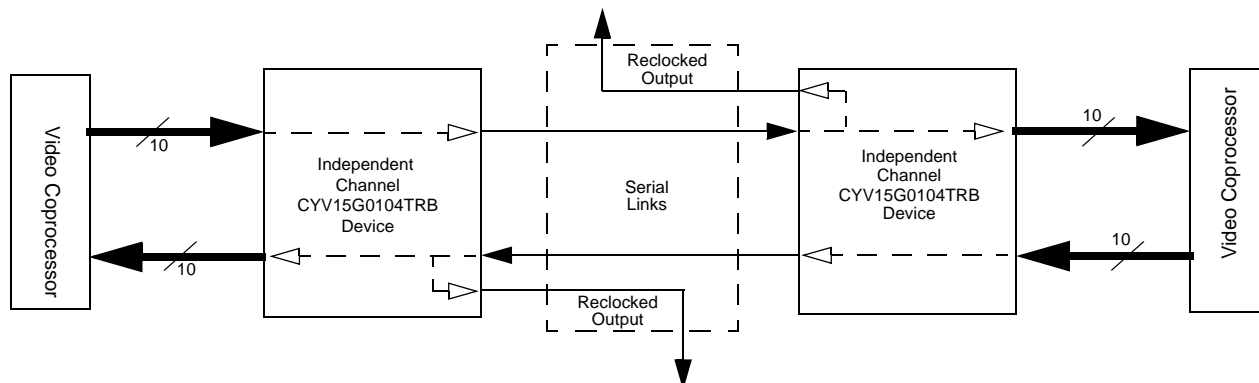 Reclocked
Output
Video Coprocessor
10
10
Independent
Channel
CYV15G0104TRB
Device
Serial
Links
Reclocked
Output
Independent
Channel
CYV15G0104TRB
Device
10
10
Video Coprocessor